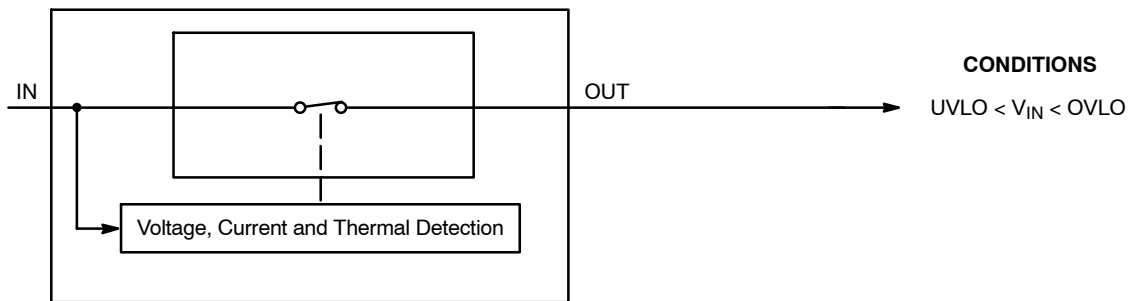 CONDITIONS
IN
OUT
UVLO < VIN < OVLO
Voltage, Current and Thermal Detection